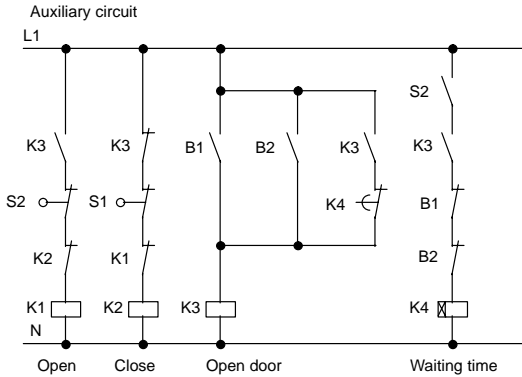 Auxiliary circuit
L1
S2
K3 K3 B1 B2 K3 K3
S2 S1 K4 B1
K2 K1 B2
K1 K2 K3 K4
N
Open Close Open door Waiting time